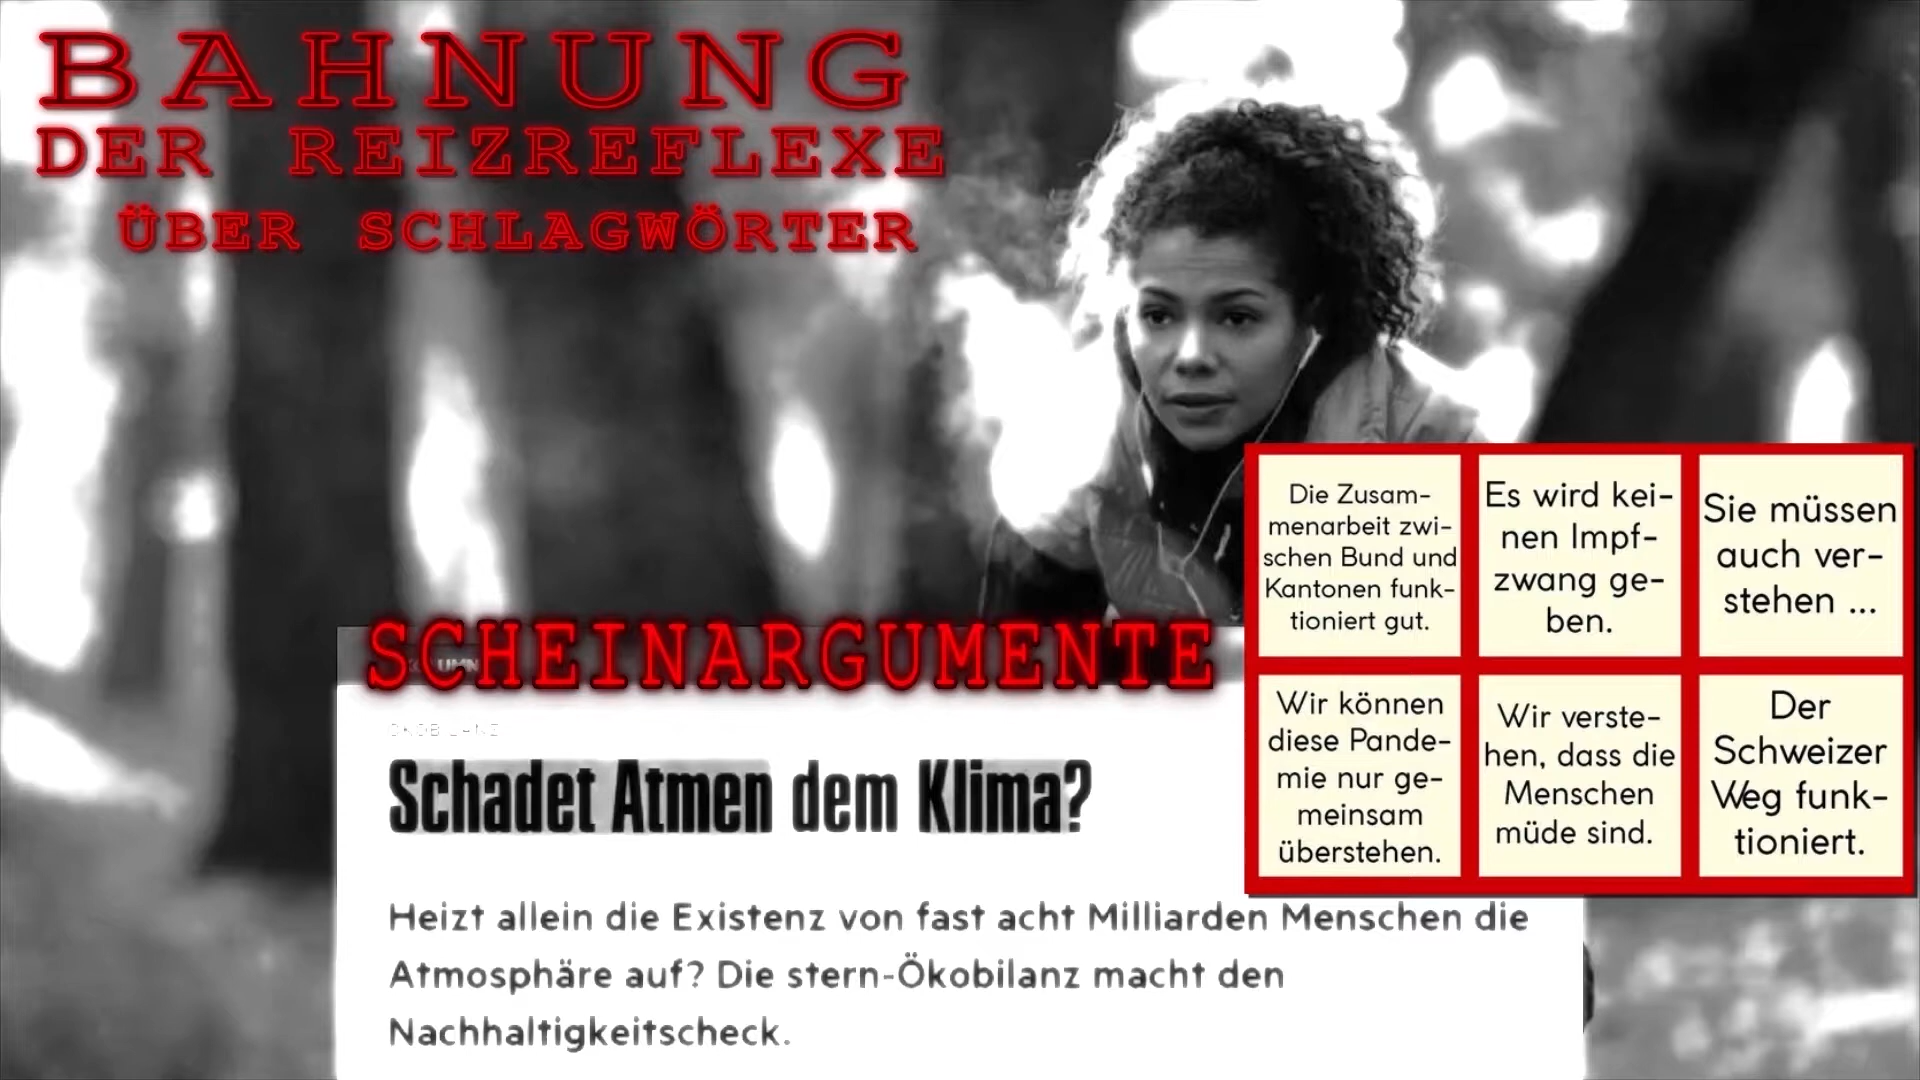 BAHNUNG
DER REIZREFLEXE
ÜBER SCHLAGWÖRTER
SCHEINARGUMENTE
ÖKOBILANZ
Schadet Atmen dem Klima?
Heizt allein die Existenz von fast acht Milliarden Menschen die
Atmosphäre auf? Die stern-Ökobilanz macht den
Nachhaltigkeitscheck.
Die Zusam-
menarbeit zwi-
schen Bund und
Kantonen funk-
tioniert gut.
Es wird kei-
nen Impf-
zwang ge-
ben.
Sie müssen
auch ver-
stehen ...
Wir können
diese Pande-
mie nur ge-
meinsam
überstehen.
Wir verste-
hen, dass die
Menschen
müde sind.
Der
Schweizer
Weg funk-
tioniert.